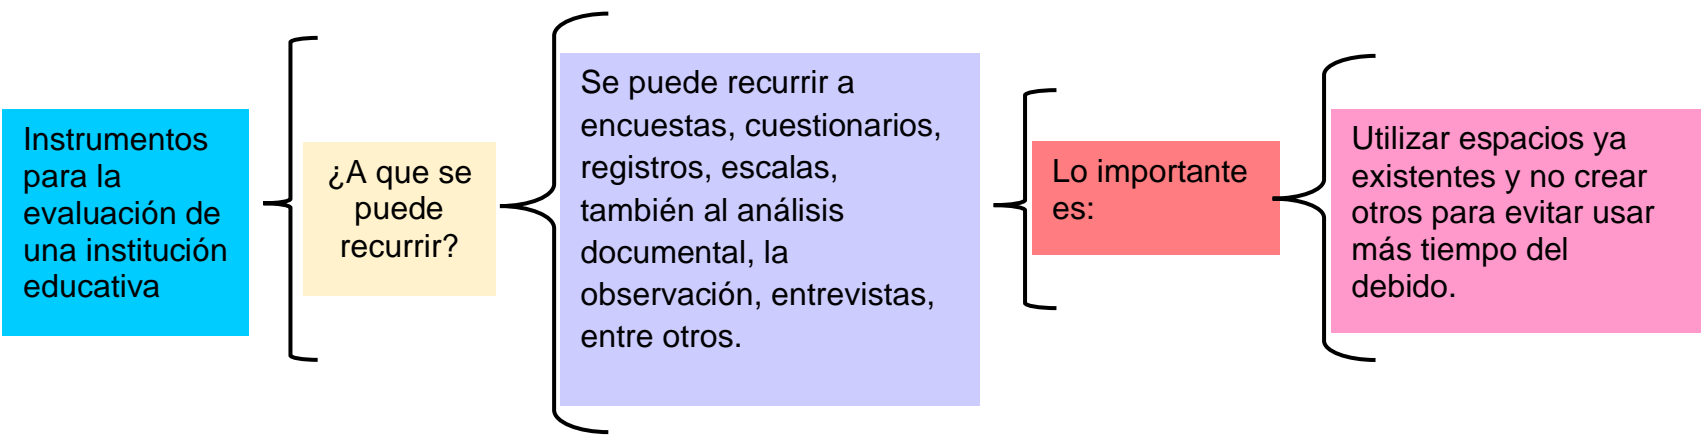 Instrumentos
para la
evaluación de
una institución
educativa
¿A que se
puede
recurrir?
Se puede recurrir a
encuestas, cuestionarios,
registros, escalas,
también al análisis
documental, la
observación, entrevistas,
entre otros.
Lo importante
es:
Utilizar espacios ya
existentes y no crear
otros para evitar usar
más tiempo del
debido.